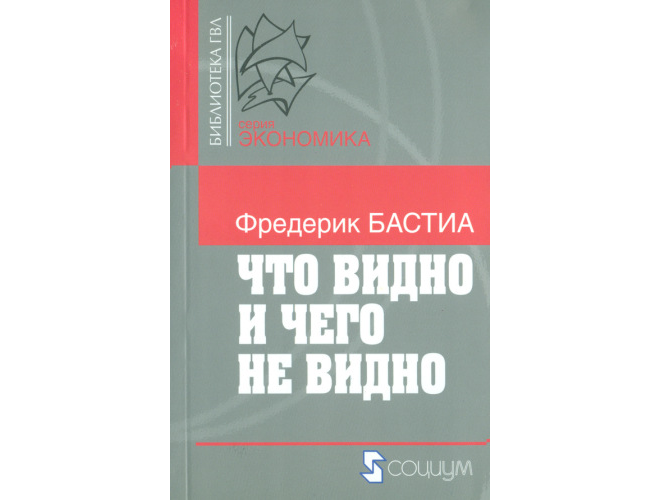 БИБЛИОТЕКА ГВЛ
серия
ЭКОНОМИКА
Фредерик БАСТИА
ЧТО ВИДНО
И ЧЕГО
НЕ ВИДНО
социум